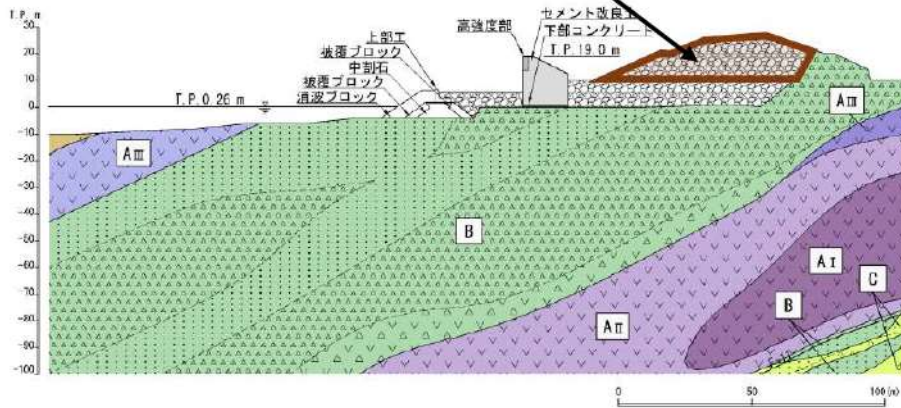 T.P. m
30
20
10
0
-10
-20
-30
-40
-50
-60
-70
-80
-90
-100
高強度部
セメント改良
下部コンクリート
T.P.19.0 m
上部工
被覆ブロック
中割石
被覆ブロック
消波ブロック
T.P.0.26 m
AⅢ
AⅢ
B
AⅠ
AⅡ
B
C
0
50
100(m)